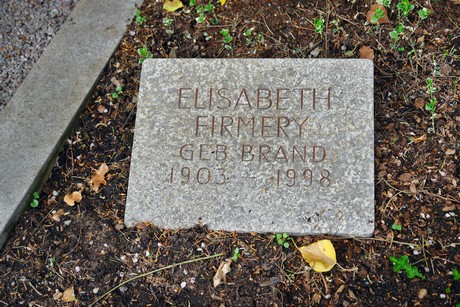 ELISABETH
FIRMERY
GEB BRAND
1903 - 1998